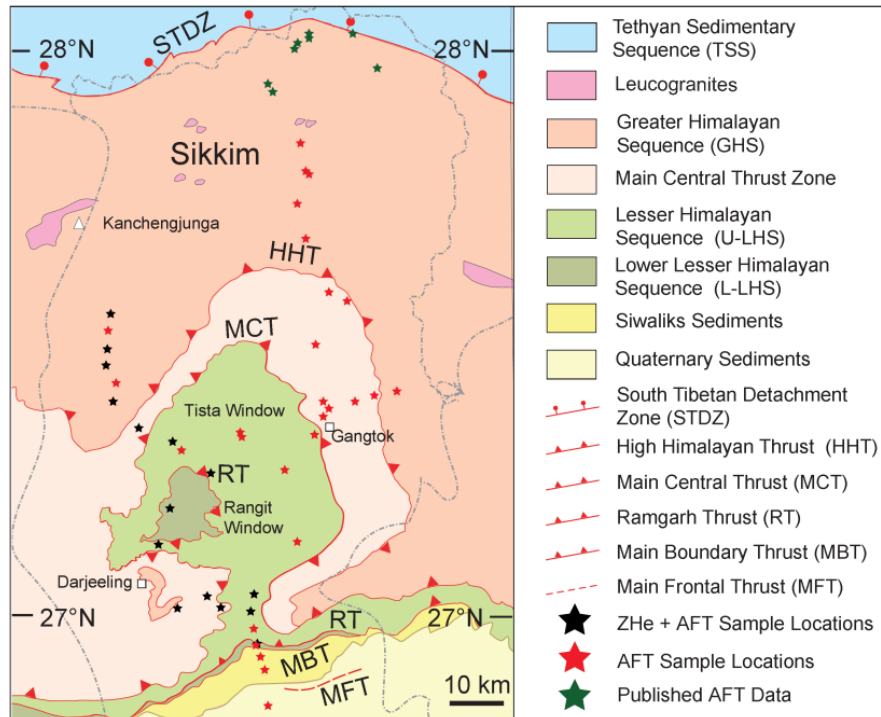 STDZ
28°N
28°N
Sikkim
Kanchengjunga
HHT
MCT
Tista Window
Gangtok
RT
Rangit
Window
Darjeeling
27°N
27°N
RT
MBT
MFT
10 km
Tethyan Sedimentary
Sequence (TSS)
Leucogranites
Greater Himalayan
Sequence (GHS)
Main Central Thrust Zone
Lesser Himalayan
Sequence (U-LHS)
Lower Lesser Himalayan
Sequence (L-LHS)
Siwaliks Sediments
Quaternary Sediments
South Tibetan Detachment
Zone (STDZ)
High Himalayan Thrust (HHT)
Main Central Thrust (MCT)
Ramgarh Thrust (RT)
Main Boundary Thrust (MBT)
Main Frontal Thrust (MFT)
ZHe + AFT Sample Locations
AFT Sample Locations
Published AFT Data